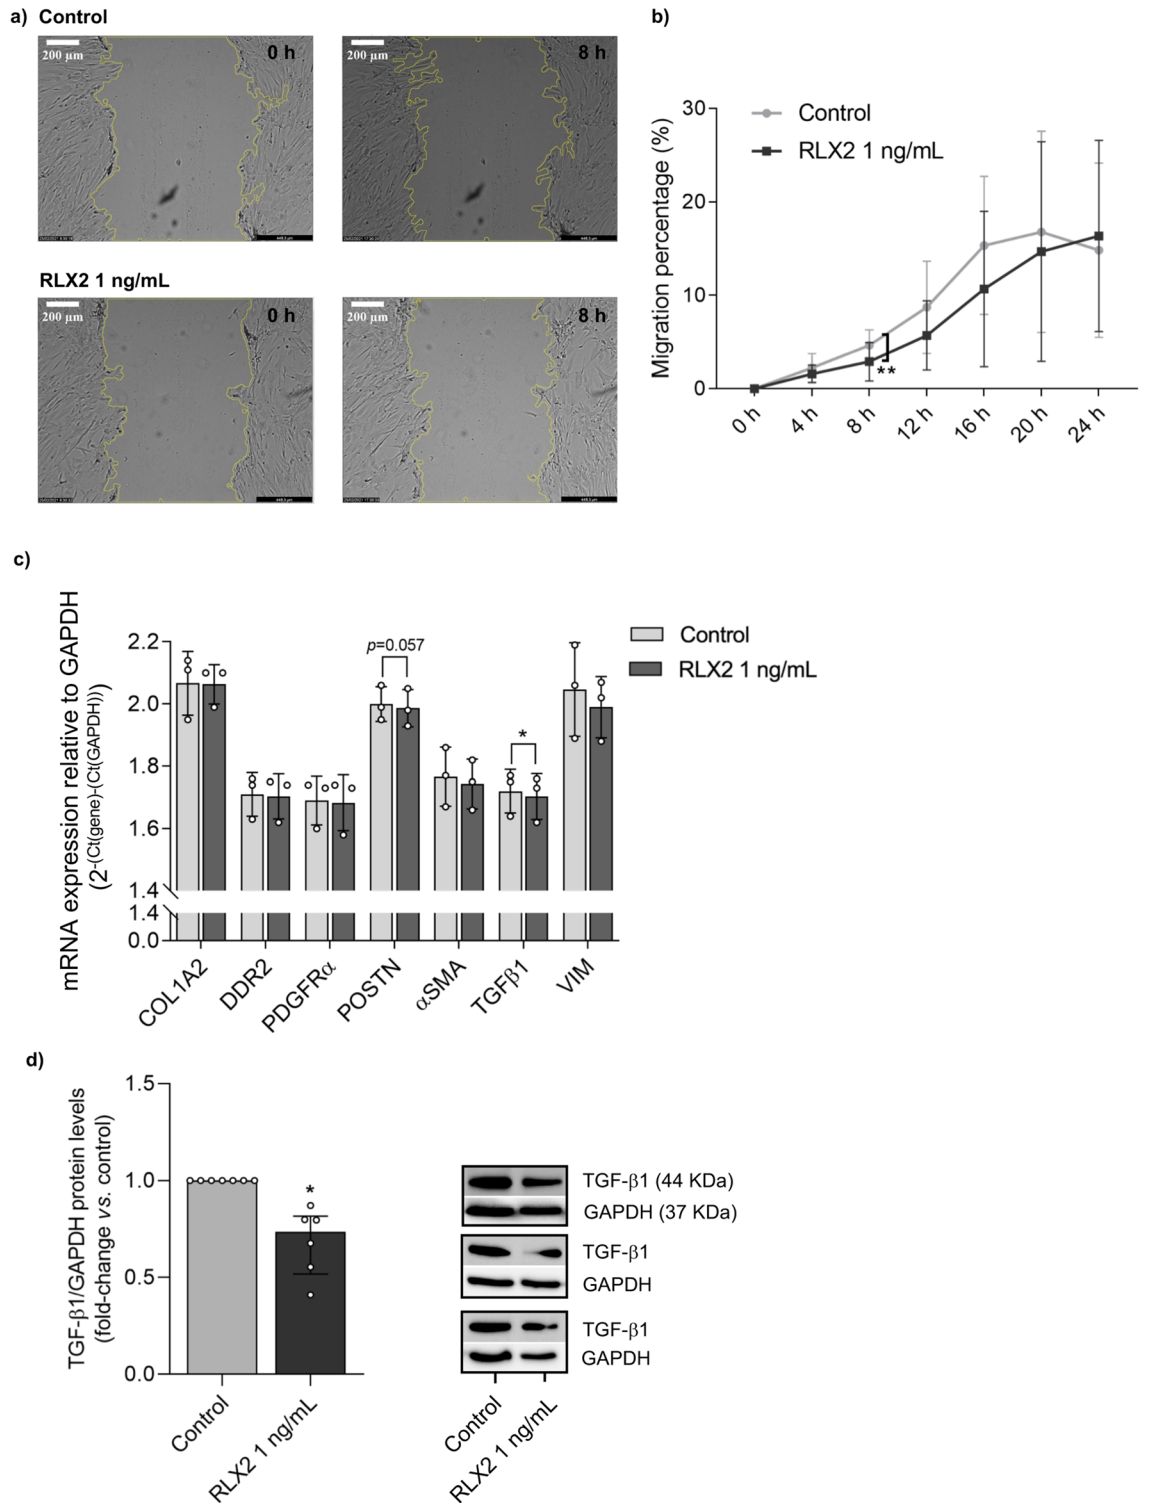 a) Control
200 µm
0 h
200 µm
8 h
RLX2 1 ng/mL
200 µm
0 h
200 µm
8 h
b)
Migration percentage (%)
30
20
10
0
Control
RLX2 1 ng/mL
**
0 h
4 h
8 h
12 h
16 h
20 h
24 h
c)
mRNA expression relative to GAPDH
(2-(Ct(gene)-(Ct(GAPDH)))
2.2
2.0
1.8
1.6
1.4
1.4
0.0
p=0.057
*
Control
RLX2 1 ng/mL
COL1A2
DDR2
PDGFRα
POSTN
αSMA
TGFβ1
VIM
d)
TGF-β1/GAPDH protein levels
(fold-change vs. control)
1.5
1.0
0.5
0.0
*
Control
RLX2 1 ng/mL
TGF-β1 (44 KDa)
GAPDH (37 KDa)
TGF-β1
GAPDH
TGF-β1
GAPDH
Control
RLX2 1 ng/mL